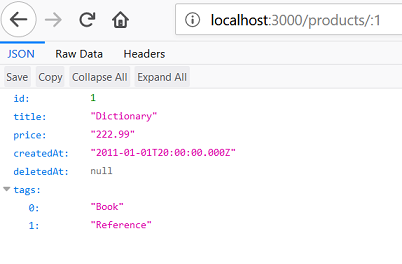 localhost:3000/products/:1
JSON Raw Data Headers
Save Copy Collapse All Expand All
id: 1
title: "Dictionary"
price: "222.99"
createdAt: "2011-01-01T20:00:00.000Z"
deletedAt: null
tags:
0: "Book"
1: "Reference"